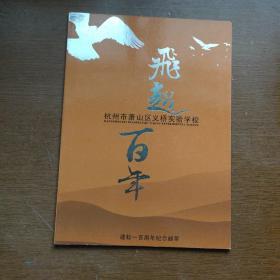 飛越
杭州市萧山区义桥实验学校
百年
建校一百周年纪念邮册